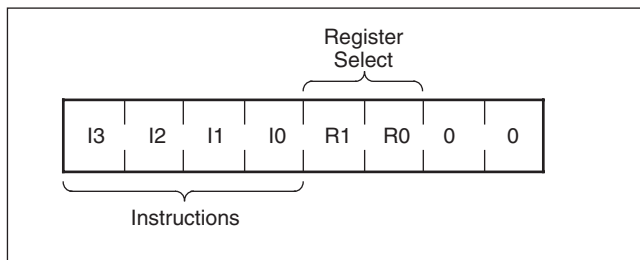 Register
Select
I3 I2 I1 I0 R1 R0 0 0
Instructions